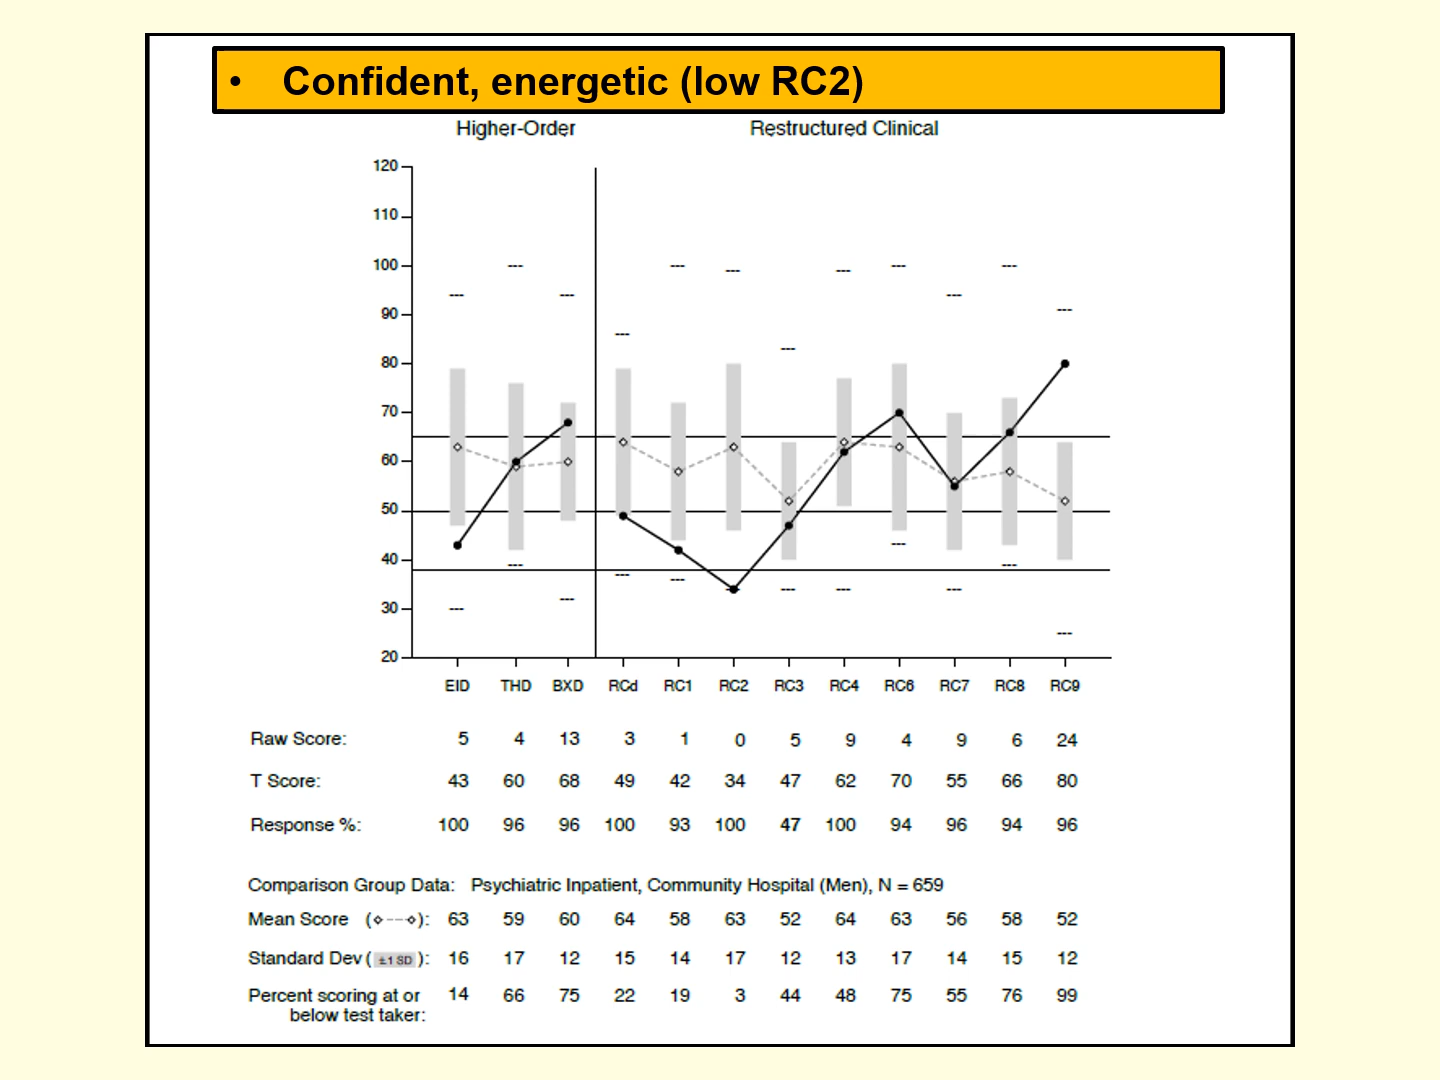 • Confident, energetic (low RC2)
Higher-Order Restructured Clinical
120
110
100
90
80
70
60
50
40
30
20
EID THD BXD RCd RC1 RC2 RC3 RC4 RC6 RC7 RC8 RC9
Raw Score: 5 4 13 3 1 0 5 9 4 9 6 24
T Score: 43 60 68 49 42 34 47 62 70 55 66 80
Response %: 100 96 96 100 93 100 47 100 94 96 94 96
Comparison Group Data: Psychiatric Inpatient, Community Hospital (Men), N = 659
Mean Score (◇---◇): 63 59 60 64 58 63 52 64 63 56 58 52
Standard Dev ( ±1 SD ): 16 17 12 15 14 17 12 13 17 14 15 12
Percent scoring at or 14 66 75 22 19 3 44 48 75 55 76 99
below test taker: